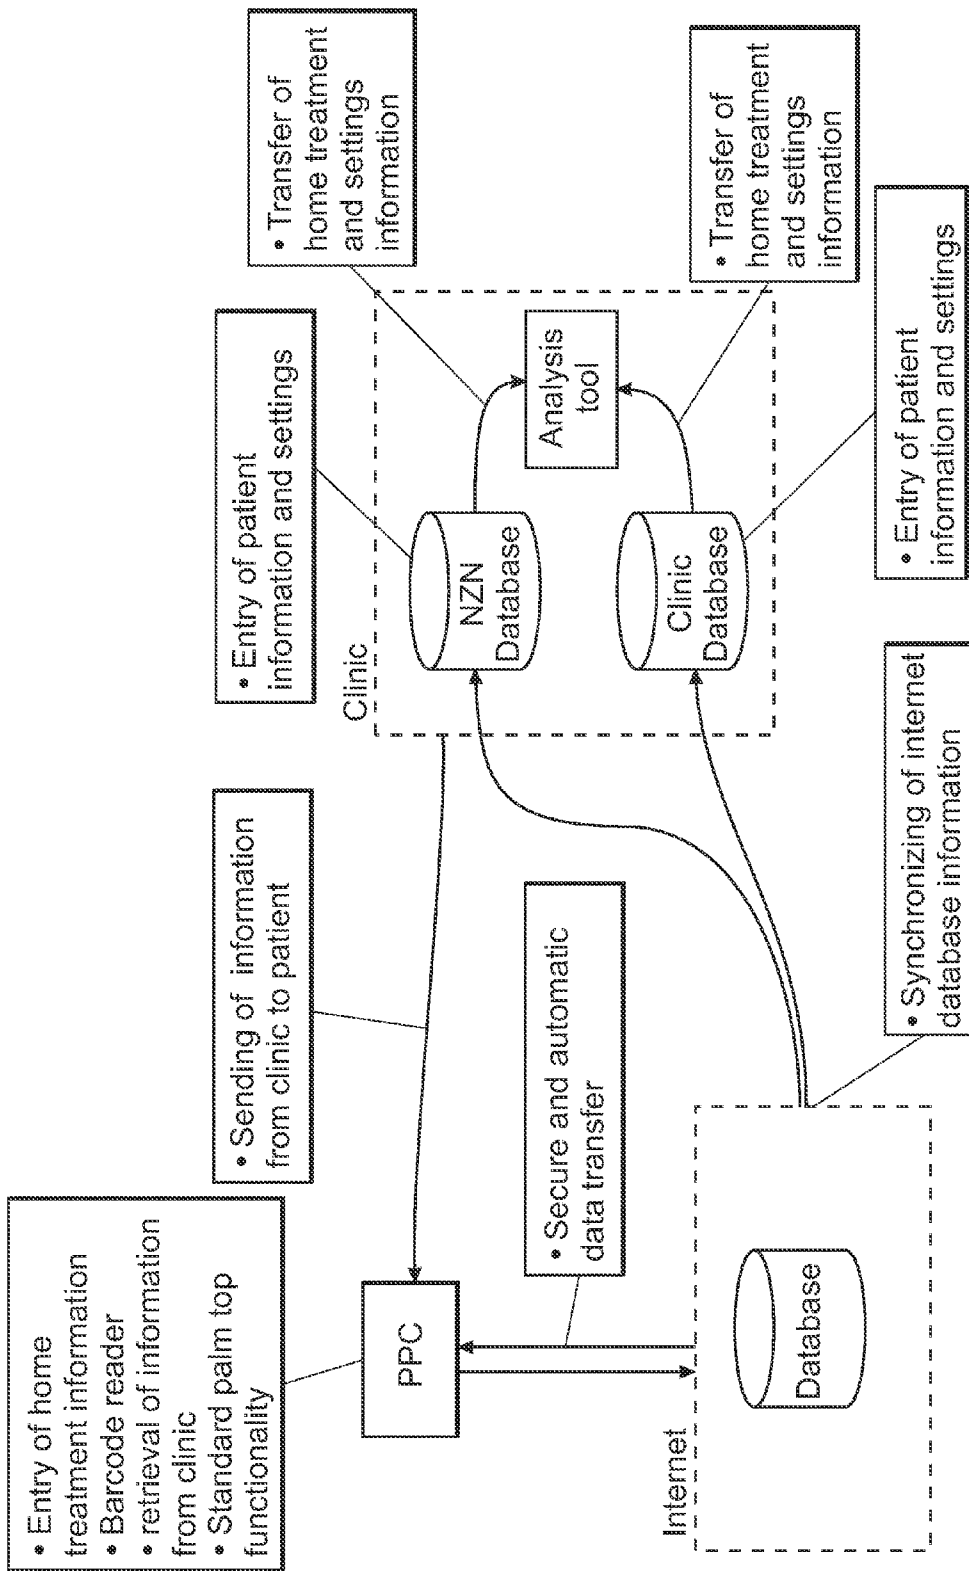 • Entry of home
treatment information
• Barcode reader
• retrieval of information
from clinic
• Standard palm top
functionality
• Sending of information
from clinic to patient
• Entry of patient
information and settings
• Transfer of
home treatment
and settings
information
PPC
Clinic
NZN
Database
Analysis
tool
• Secure and automatic
data transfer
Clinic
Database
• Transfer of
home treatment
and settings
information
Internet
Database
• Synchronizing of internet
database information
• Entry of patient
information and settings